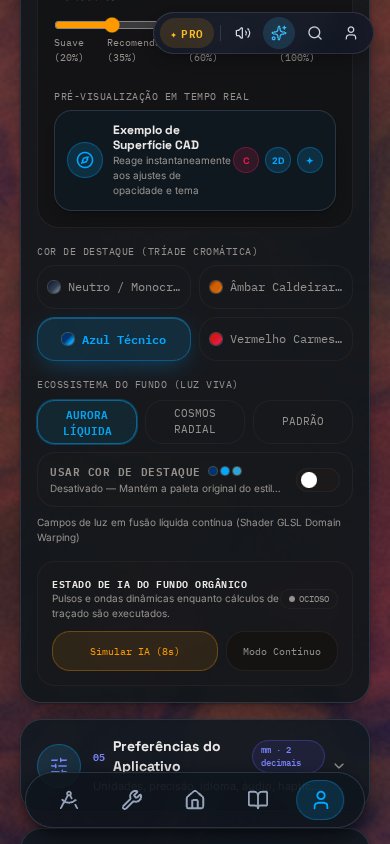 ✦ PRO
Suave
(20%)
Recomend
(35%)
(60%)
(100%)
PRÉ-VISUALIZAÇÃO EM TEMPO REAL
Exemplo de
Superfície CAD
Reage instantaneamente
aos ajustes de
opacidade e tema
C
2D
✦
COR DE DESTAQUE (TRÍADE CROMÁTICA)
Neutro / Monocr…
Âmbar Caldeirar…
Azul Técnico
Vermelho Carmes…
ECOSSISTEMA DO FUNDO (LUZ VIVA)
AURORA
LÍQUIDA
COSMOS
RADIAL
PADRÃO
USAR COR DE DESTAQUE
Desativado — Mantém a paleta original do estil…
Campos de luz em fusão líquida contínua (Shader GLSL Domain
Warping)
ESTADO DE IA DO FUNDO ORGÂNICO
Pulsos e ondas dinâmicas enquanto cálculos de
traçado são executados.
OCIOSO
Simular IA (8s)
Modo Contínuo
05
Preferências do
Aplicativo
mm · 2
decimais